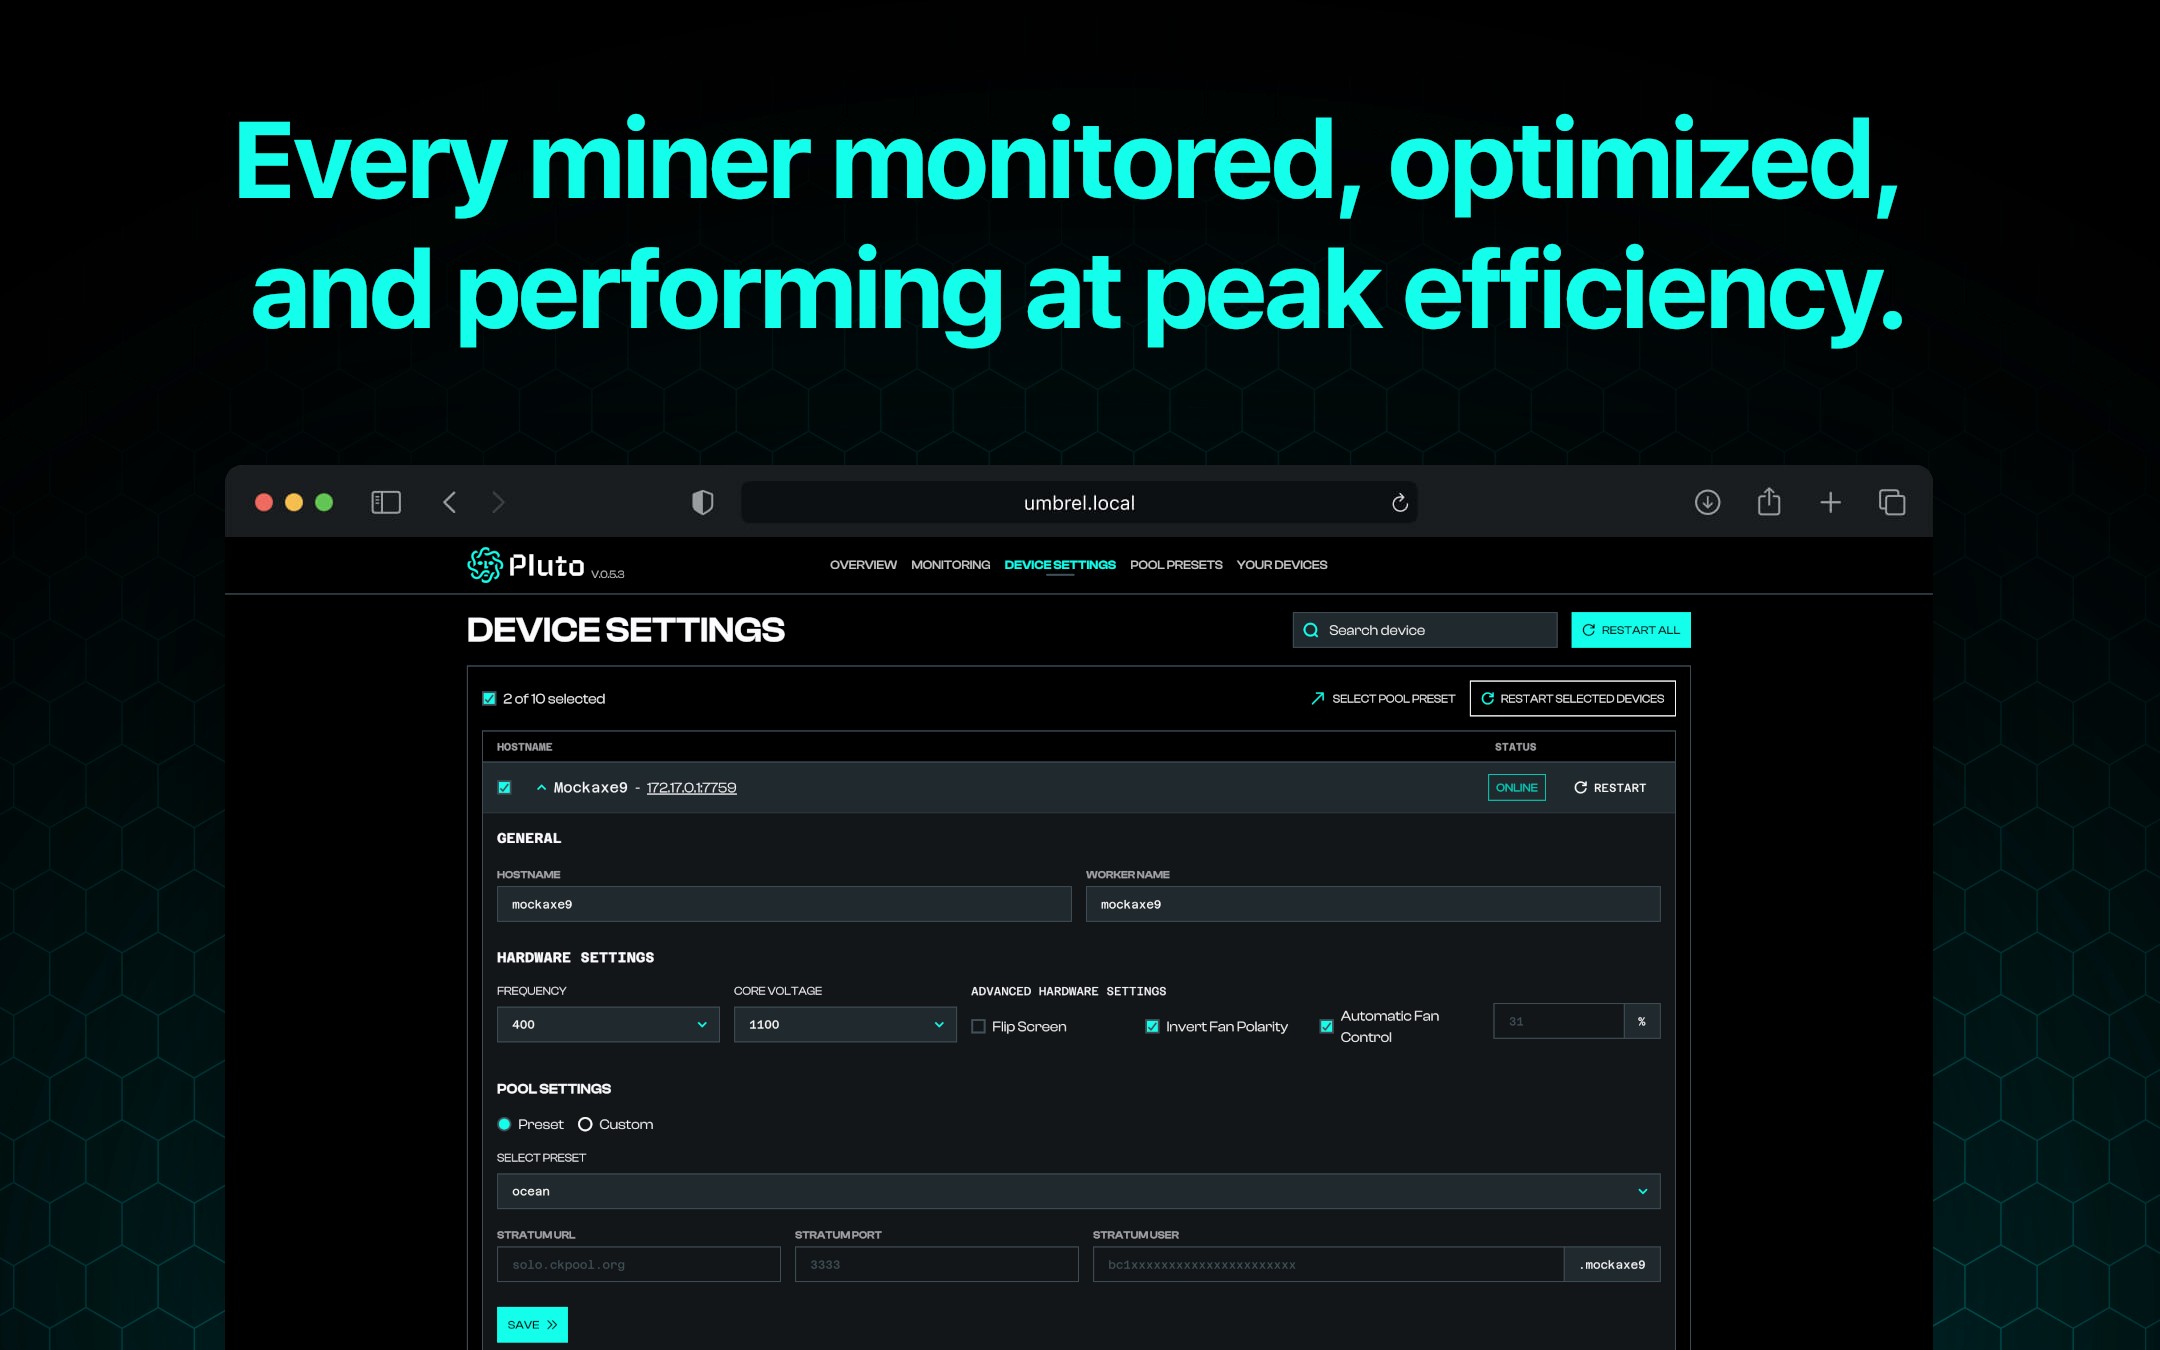 Every miner monitored, optimized,
and performing at peak efficiency.
umbrel.local
Pluto V.0.5.3
OVERVIEW MONITORING DEVICE SETTINGS POOL PRESETS YOUR DEVICES
DEVICE SETTINGS
Search device
RESTART ALL
2 of 10 selected
SELECT POOL PRESET
RESTART SELECTED DEVICES
HOSTNAME STATUS
Mockaxe9 - 172.17.0.1:7759 ONLINE RESTART
GENERAL
HOSTNAME WORKER NAME
mockaxe9 mockaxe9
HARDWARE SETTINGS
FREQUENCY CORE VOLTAGE ADVANCED HARDWARE SETTINGS
400 1100 Flip Screen Invert Fan Polarity Automatic Fan Control 31 %
POOL SETTINGS
Preset Custom
SELECT PRESET
ocean
STRATUM URL STRATUM PORT STRATUM USER
solo.ckpool.org 3333 bc1xxxxxxxxxxxxxxxxxxxxxx .mockaxe9
SAVE